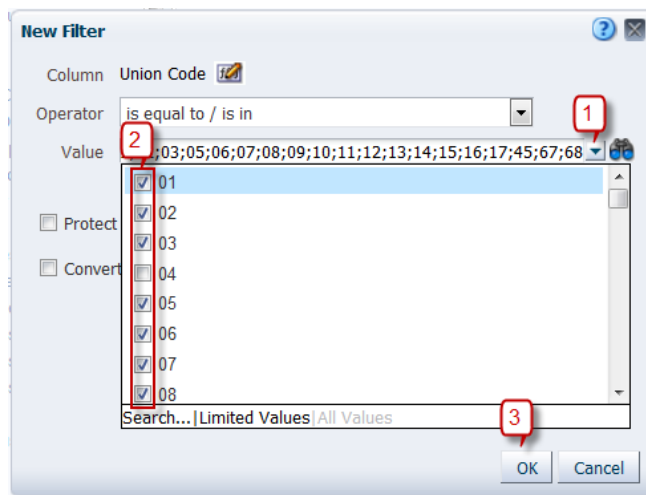 New Filter
Column Union Code
Operator is equal to / is in
1
2
Value ;03;05;06;07;08;09;10;11;12;13;14;15;16;17;45;67;68
01
02
Protect
03
Convert
04
05
06
07
08
Search...|Limited Values|All Values
3
OK Cancel